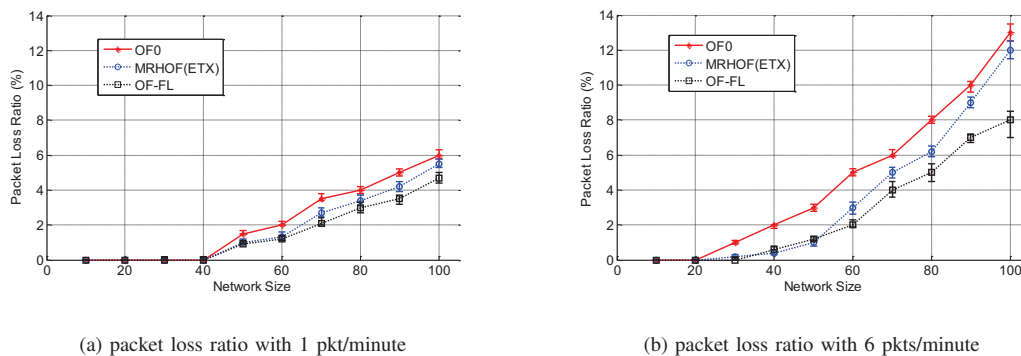 14
12
10
8
6
4
2
0
Packet Loss Ratio (%)
OF0
MRHOF(ETX)
OF-FL
0 20 40 60 80 100
Network Size
(a) packet loss ratio with 1 pkt/minute
14
12
10
8
6
4
2
0
Packet Loss Ratio (%)
OF0
MRHOF(ETX)
OF-FL
0 20 40 60 80 100
Network Size
(b) packet loss ratio with 6 pkts/minute